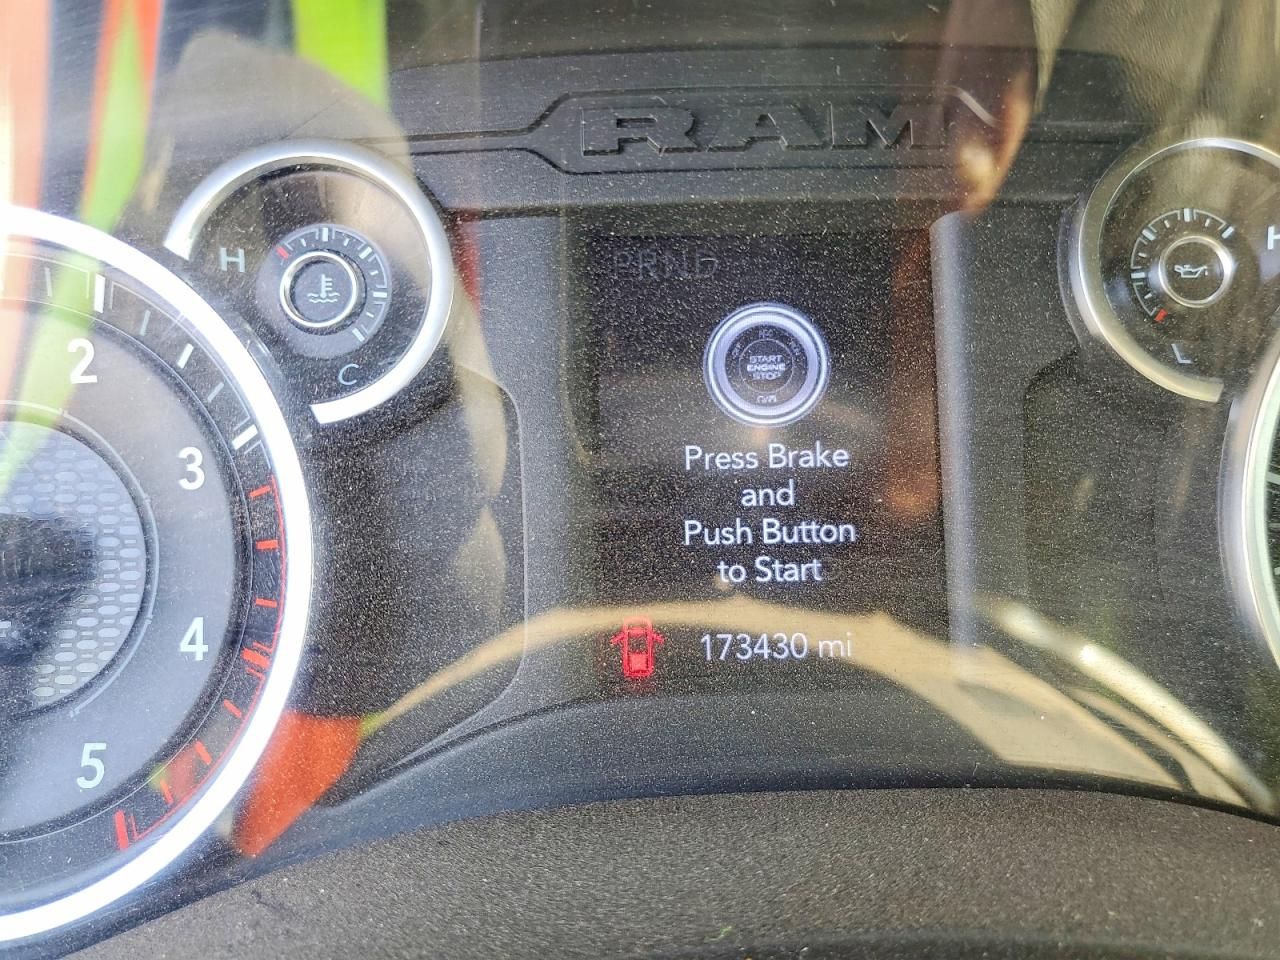 RAM
PRND
H
C
H
L
2
3
4
5
START
ENGINE
STOP
Press Brake
and
Push Button
to Start
173430 mi